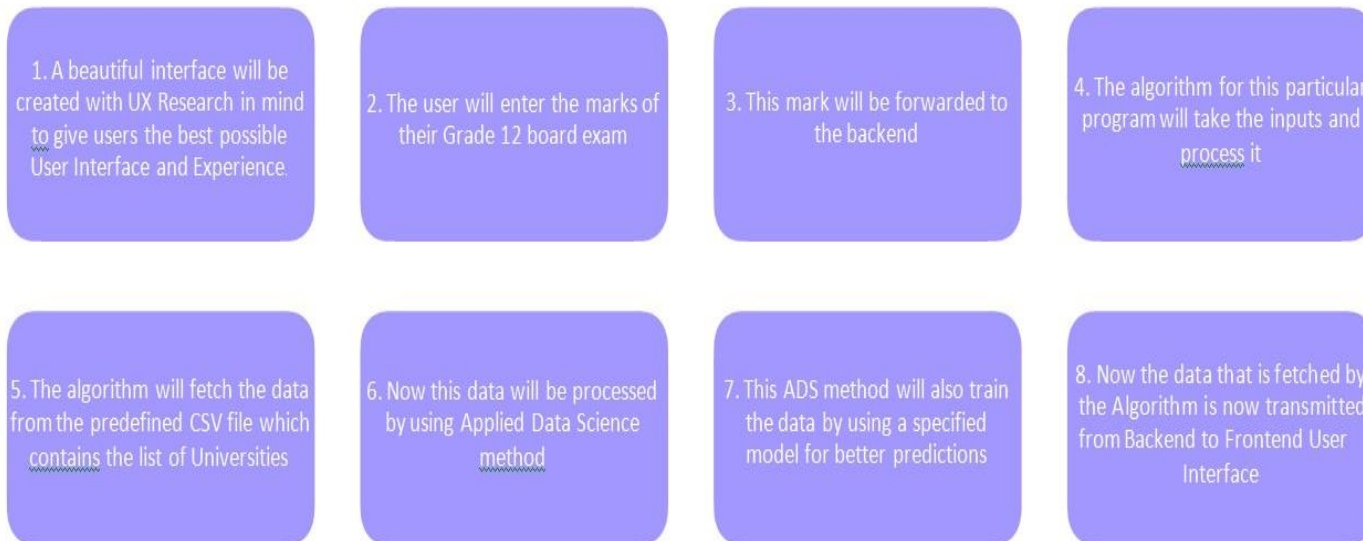 1. A beautiful interface will be
created with UX Research in mind
to give users the best possible
User Interface and Experience.
2. The user will enter the marks of
their Grade 12 board exam
3. This mark will be forwarded to
the backend
4. The algorithm for this particular
program will take the inputs and
process it
5. The algorithm will fetch the data
from the predefined CSV file which
contains the list of Universities
6. Now this data will be processed
by using Applied Data Science
method
7. This ADS method will also train
the data by using a specified
model for better predictions
8. Now the data that is fetched by
the Algorithm is now transmitted
from Backend to Frontend User
Interface